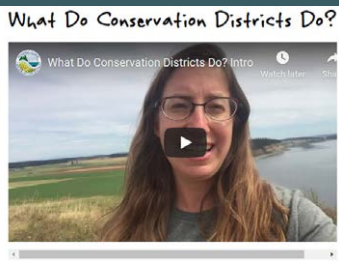 What Do Conservation Districts Do?
What Do Conservation Districts Do? Intro
Watch later